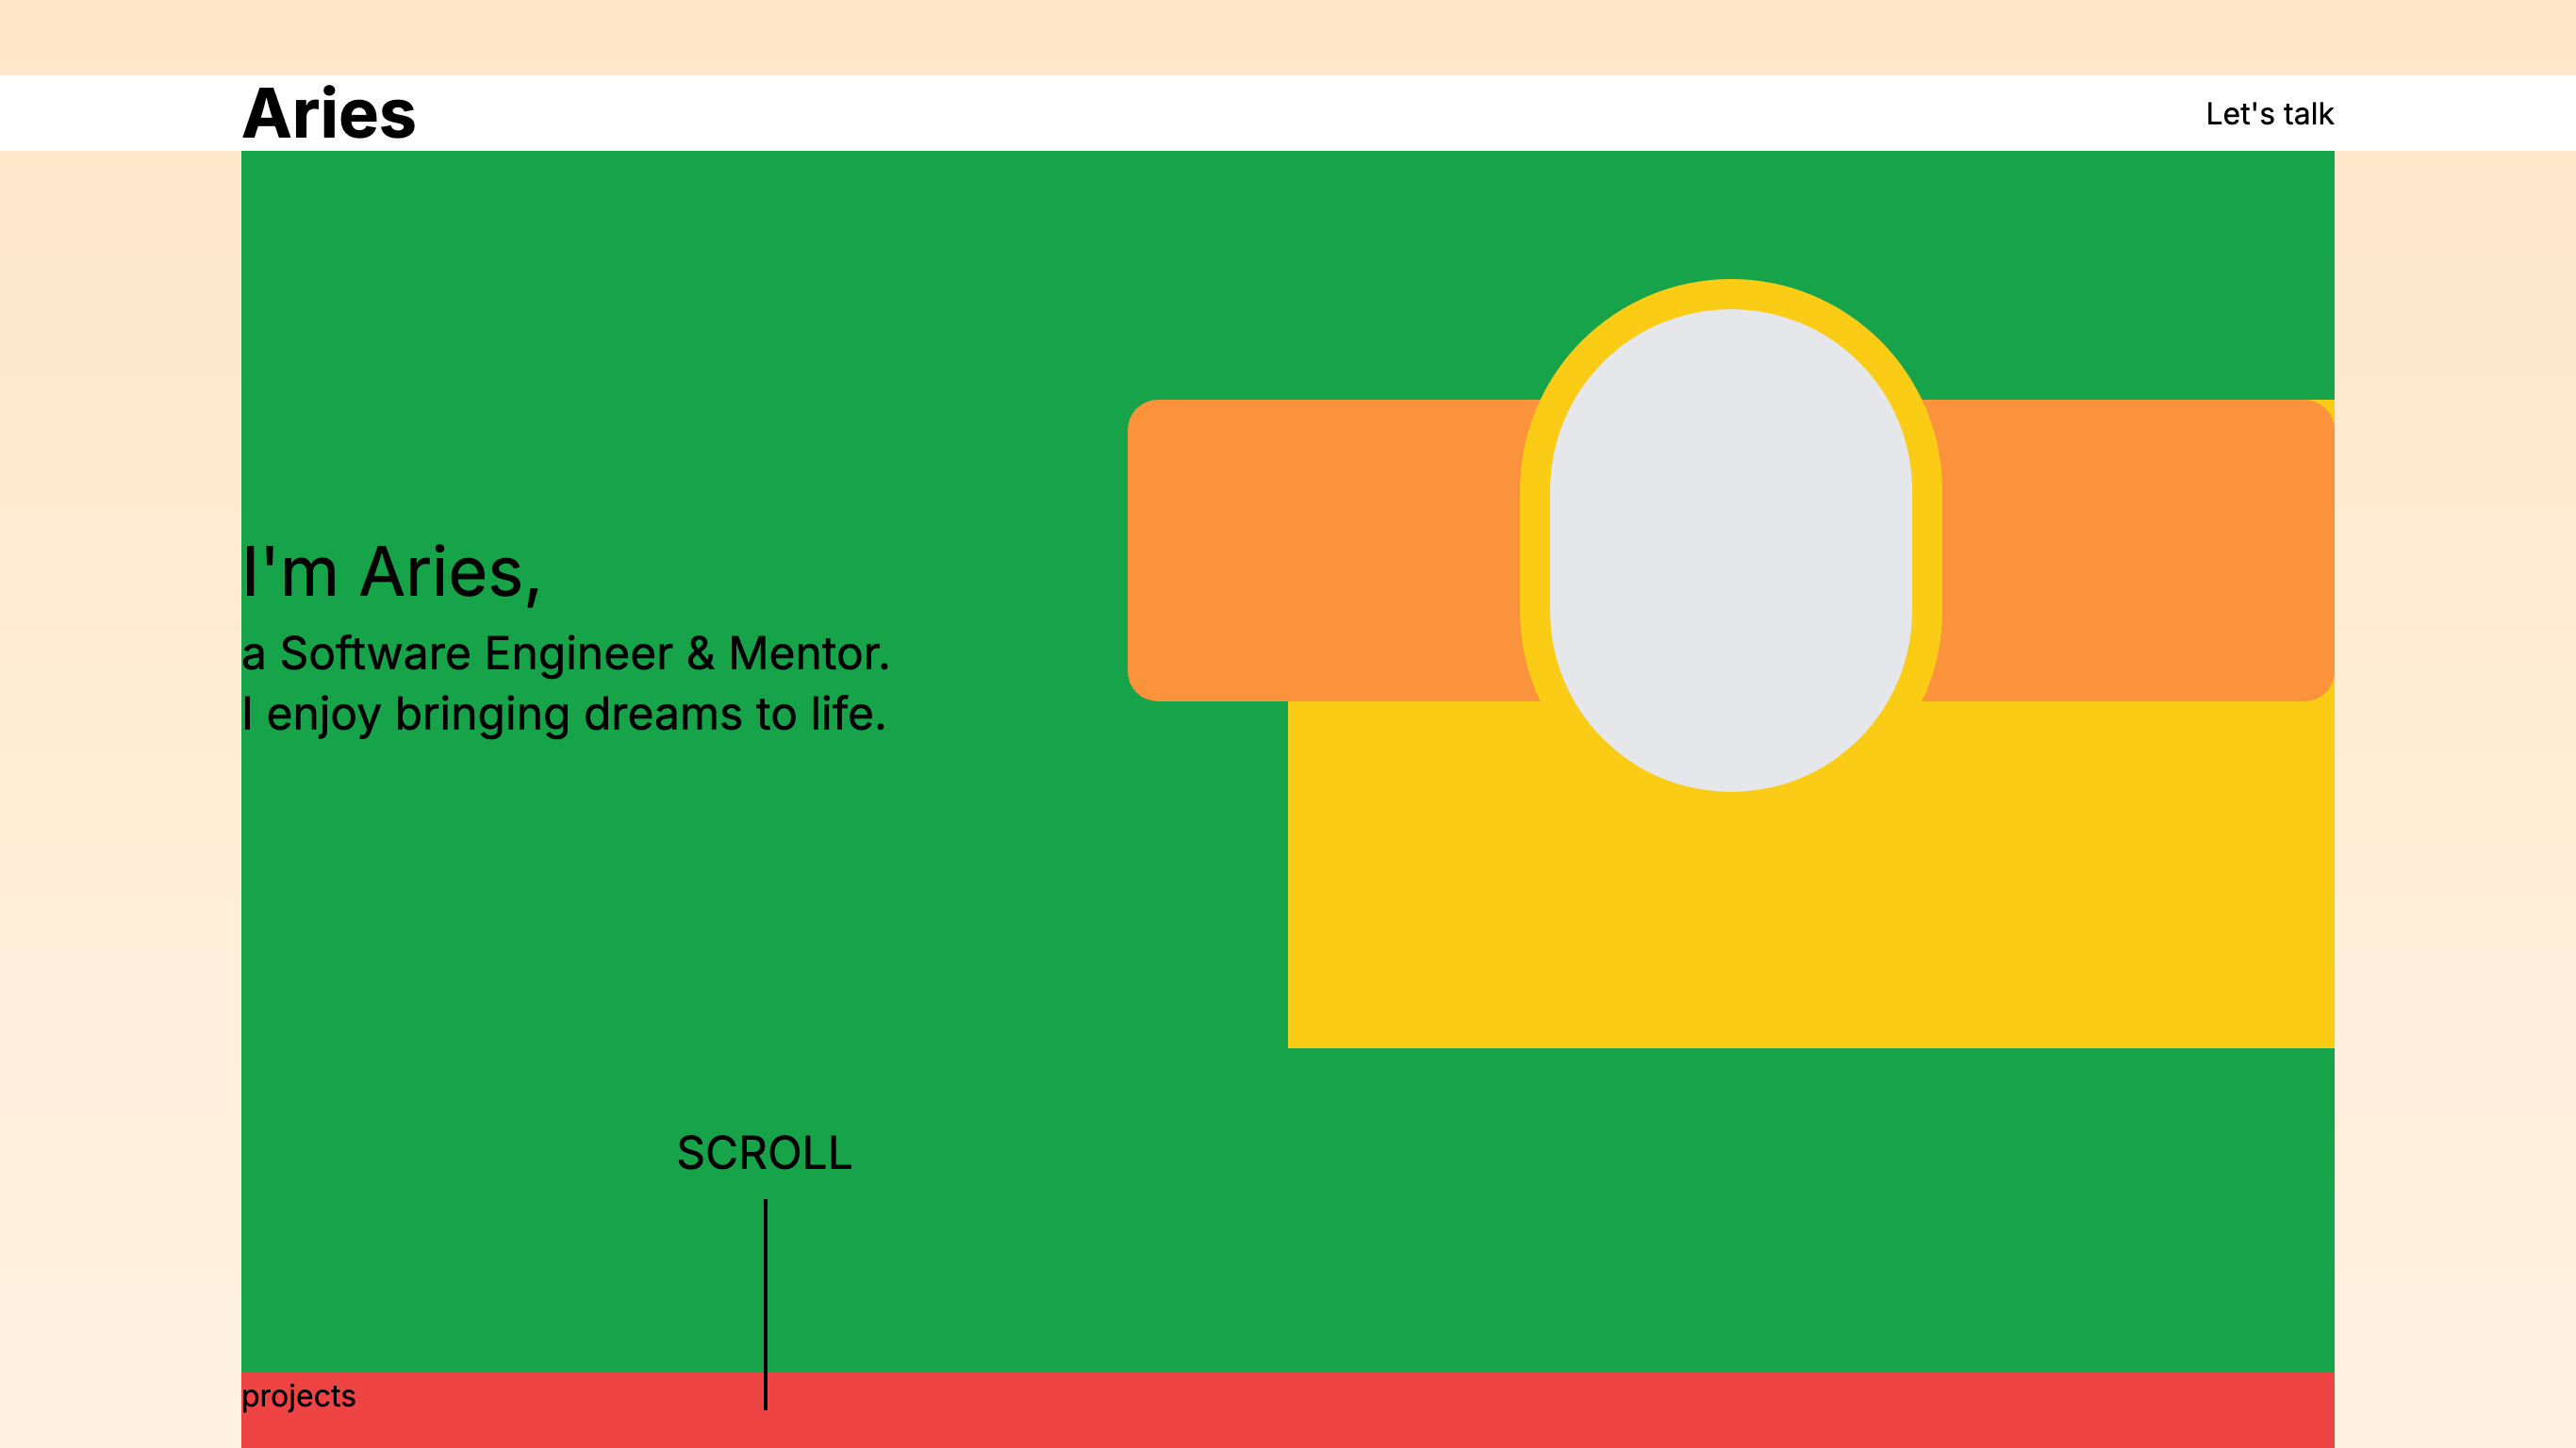 Aries
Let's talk
I'm Aries,
a Software Engineer & Mentor.
I enjoy bringing dreams to life.
SCROLL
projects